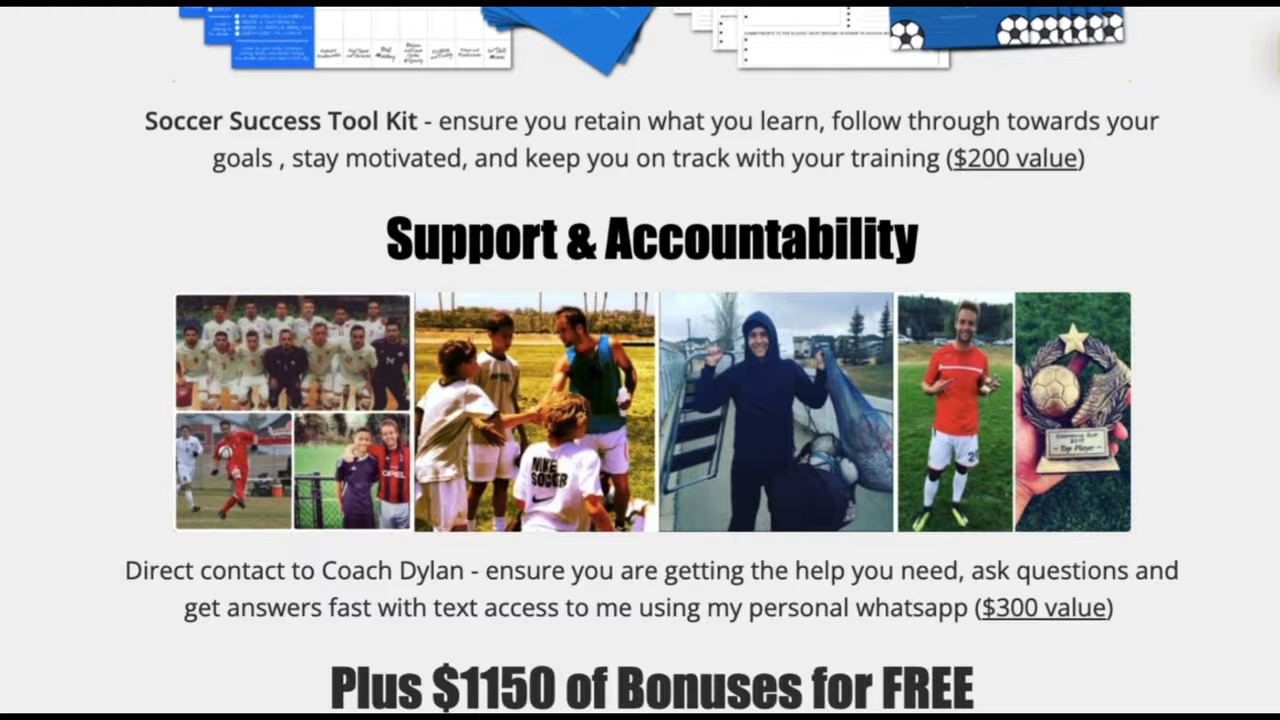 Soccer Success Tool Kit - ensure you retain what you learn, follow through towards your
goals , stay motivated, and keep you on track with your training ($200 value)
Support & Accountability
NIKE
SOCCER
OPEL
Top Player
Direct contact to Coach Dylan - ensure you are getting the help you need, ask questions and
get answers fast with text access to me using my personal whatsapp ($300 value)
Plus $1150 of Bonuses for FREE